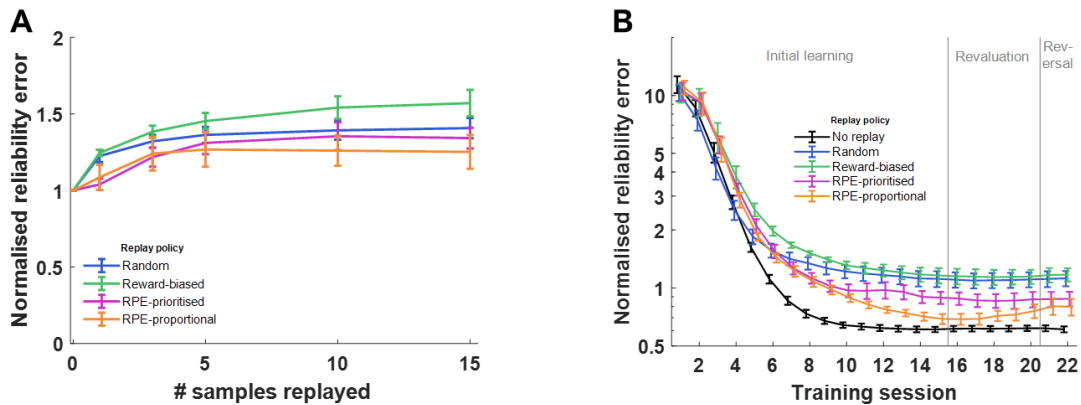 A
Normalised reliability error
2
1.5
1
0.5
0
Replay policy
Random
Reward-biased
RPE-prioritised
RPE-proportional
0
5
10
15
# samples replayed
B
Normalised reliability error
10
5
4
2
1
0.5
Initial learning
Revaluation
Rev-
ersal
Replay policy
No replay
Random
Reward-biased
RPE-prioritised
RPE-proportional
2 4 6 8 10 12 14 16 18 20 22
Training session